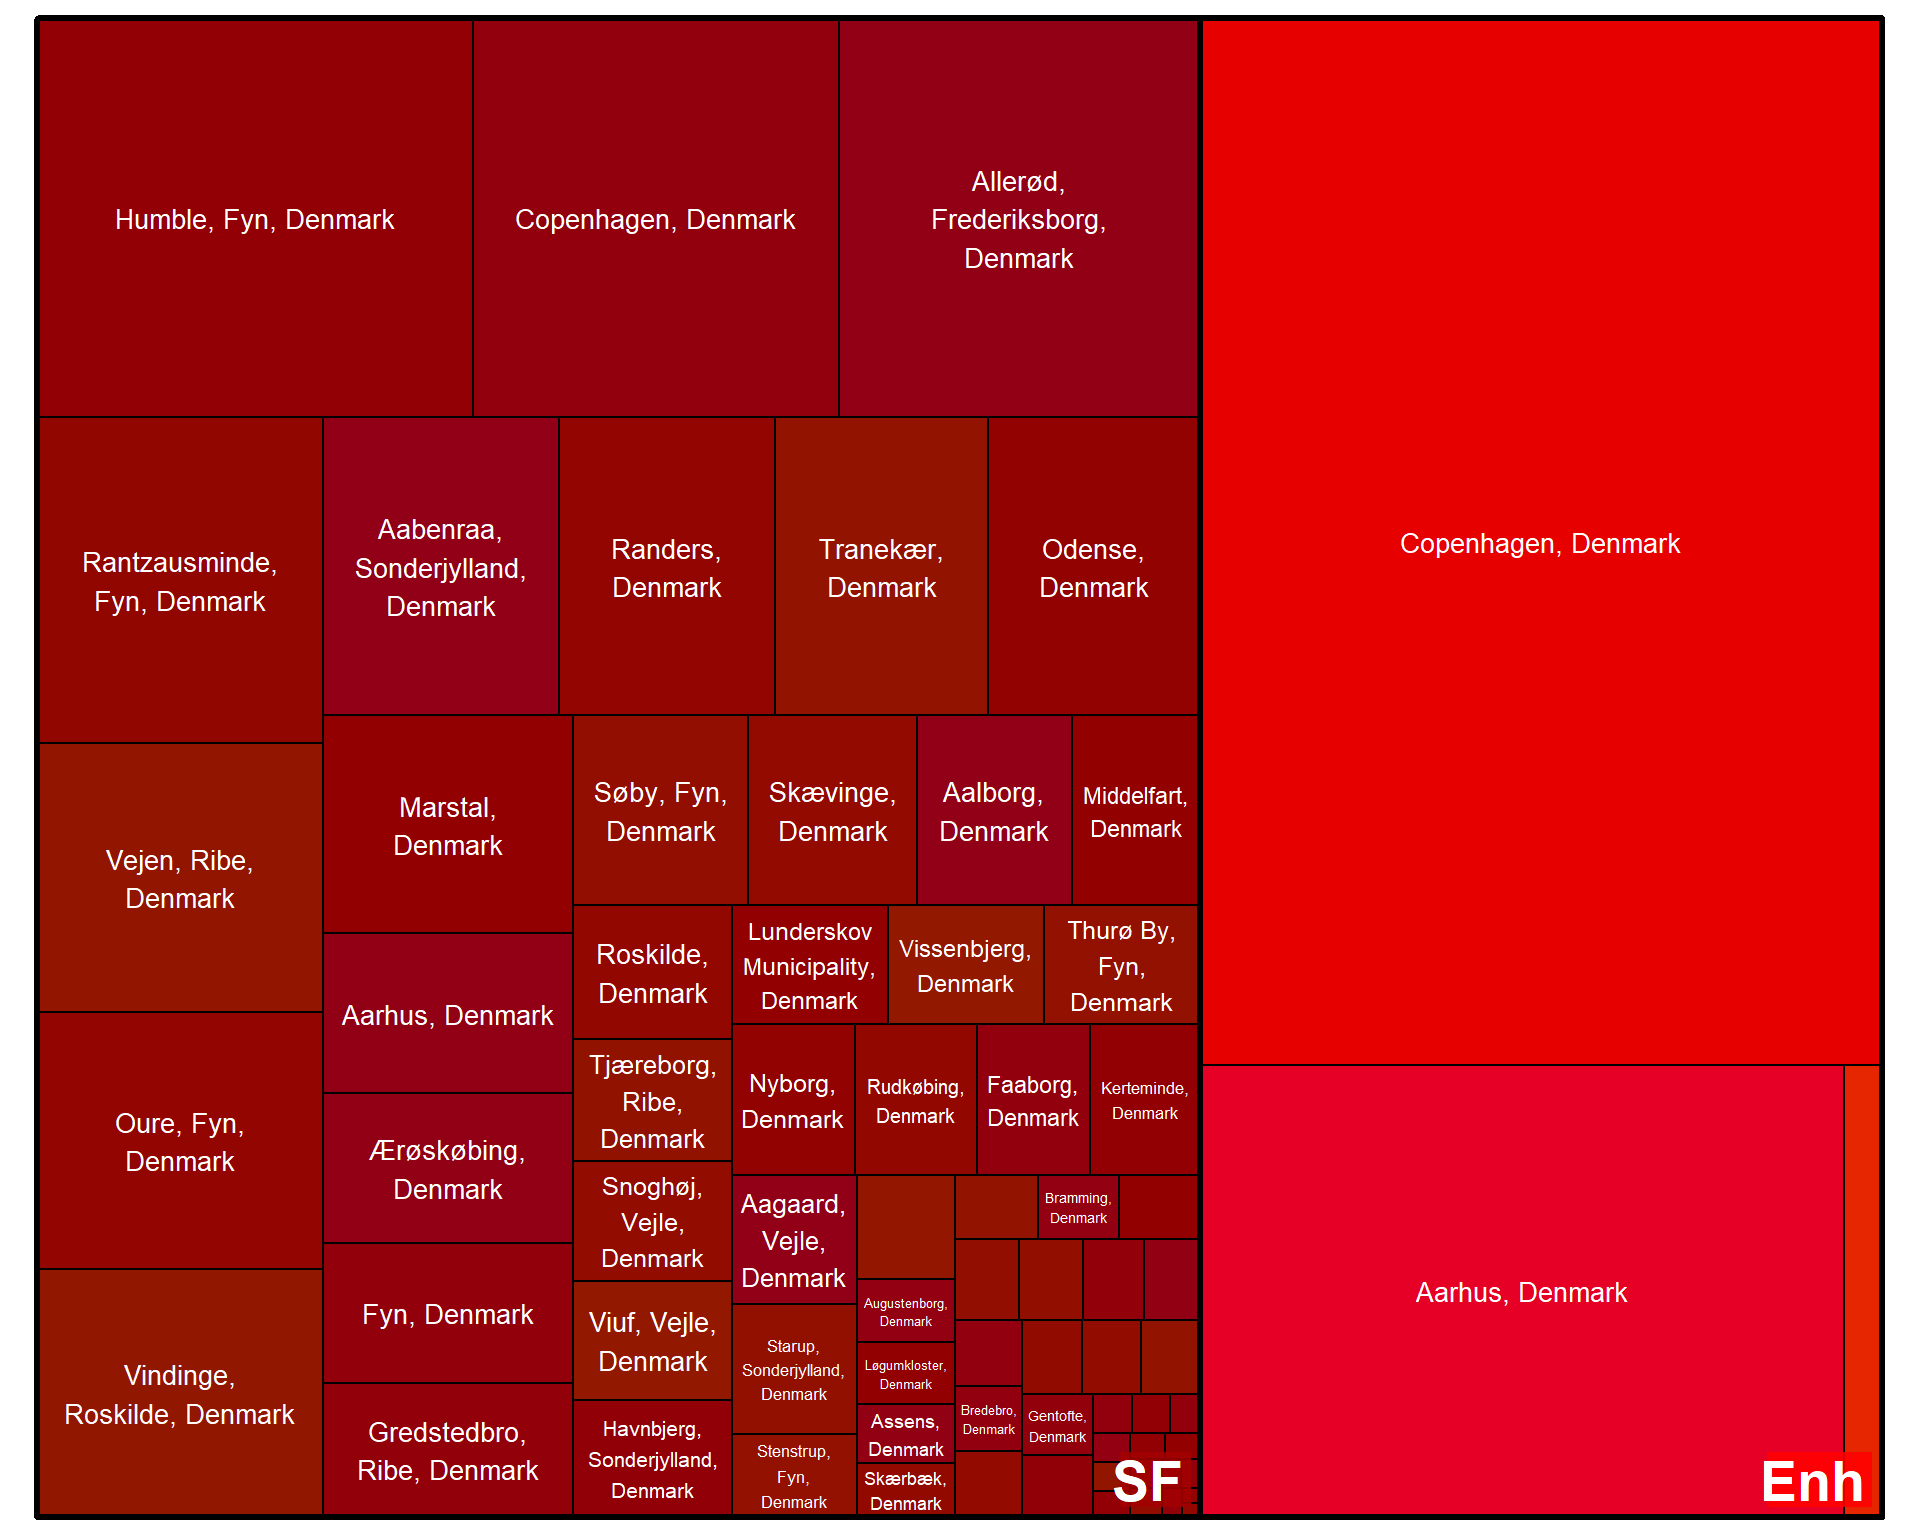 Humble, Fyn, Denmark
Copenhagen, Denmark
Allerød,
Frederiksborg,
Denmark
Copenhagen, Denmark
Rantzausminde,
Fyn, Denmark
Aabenraa,
Sonderjylland,
Denmark
Randers,
Denmark
Tranekær,
Denmark
Odense,
Denmark
Vejen, Ribe,
Denmark
Marstal,
Denmark
Søby, Fyn,
Denmark
Skævinge,
Denmark
Aalborg,
Denmark
Middelfart,
Denmark
Roskilde,
Denmark
Lunderskov
Municipality,
Denmark
Vissenbjerg,
Denmark
Thurø By,
Fyn,
Denmark
Aarhus, Denmark
Oure, Fyn,
Denmark
Tjæreborg,
Ribe,
Denmark
Nyborg,
Denmark
Rudkøbing,
Denmark
Faaborg,
Denmark
Kerteminde,
Denmark
Ærøskøbing,
Denmark
Snoghøj,
Vejle,
Denmark
Aagaard,
Vejle,
Denmark
Bramming,
Denmark
Fyn, Denmark
Viuf, Vejle,
Denmark
Augustenborg,
Denmark
Aarhus, Denmark
Starup,
Sonderjylland,
Denmark
Løgumkloster,
Denmark
Vindinge,
Roskilde, Denmark
Gredstedbro,
Ribe, Denmark
Havnbjerg,
Sonderjylland,
Denmark
Stenstrup,
Fyn,
Denmark
Assens,
Denmark
Bredebro,
Denmark
Gentofte,
Denmark
Skærbæk,
Denmark
SF
Enh